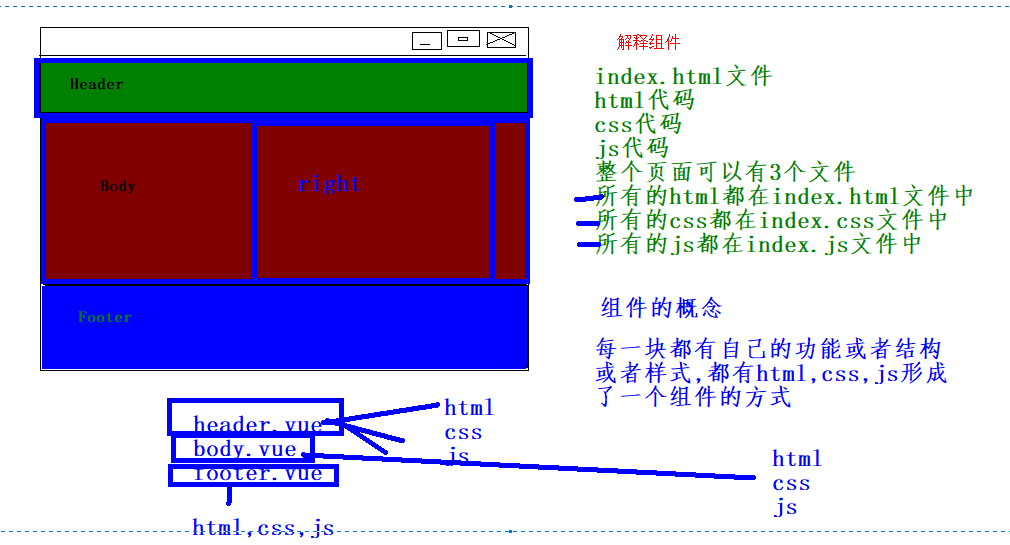 解释组件
Header
index.html文件
html代码
css代码
js代码
整个页面可以有3个文件
Body
right
所有的html都在index.html文件中
所有的css都在index.css文件中
所有的js都在index.js文件中
Footer
组件的概念
每一块都有自己的功能或者结构
或者样式,都有html,css,js形成
了一个组件的方式
header.vue
body.vue
footer.vue
html
css
js
html
css
js
html,css,js